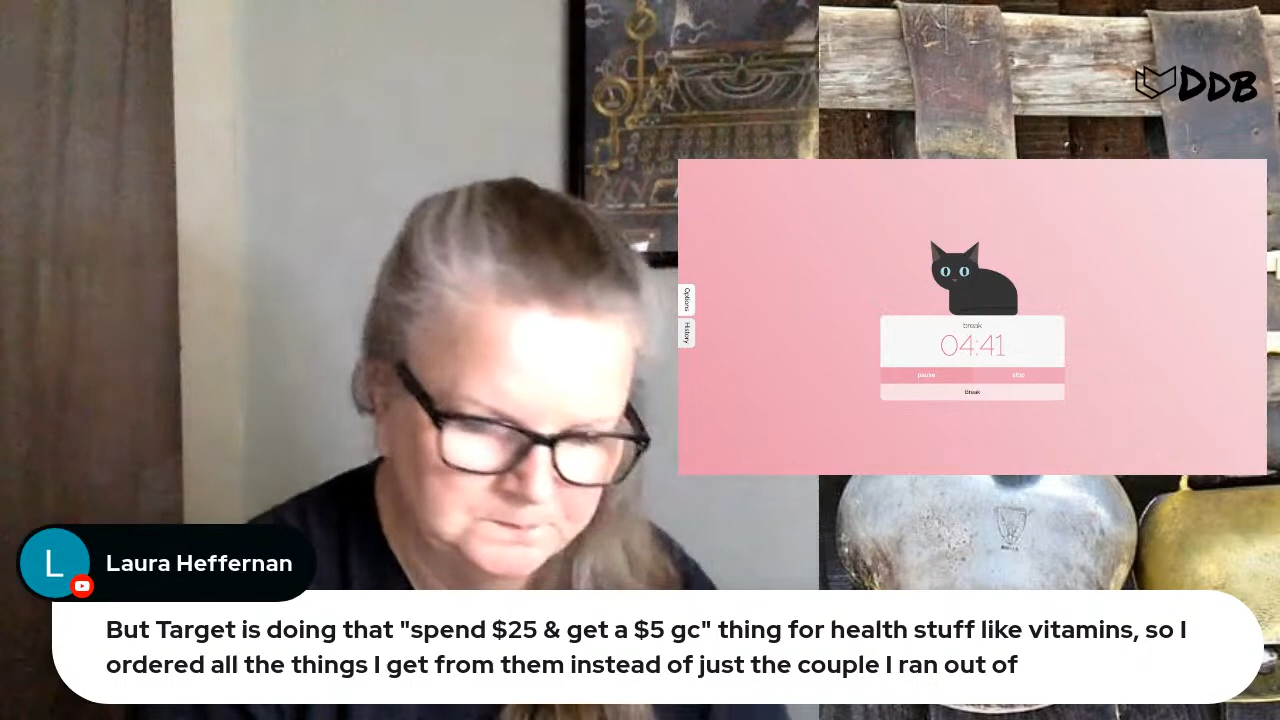 DDB
Options
History
break
04:41
pause
stop
Break
L
Laura Heffernan
But Target is doing that "spend $25 & get a $5 gc" thing for health stuff like vitamins, so I
ordered all the things I get from them instead of just the couple I ran out of